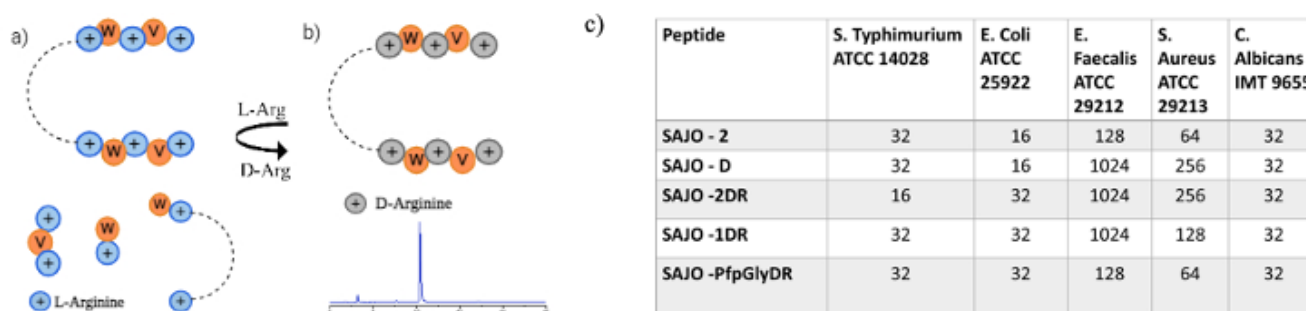 a)
+ W + V +
+ W + V +
L-Arg
D-Arg
+ V +
W +
W +
+
+ L-Arginine
b)
+ W + V +
+ W + V +
+ D-Arginine
c)
Peptide S. Typhimurium ATCC 14028 E. Coli ATCC 25922 E. Faecalis ATCC 29212 S. Aureus ATCC 29213 C. Albicans IMT 9655
SAJO - 2 32 16 128 64 32
SAJO - D 32 16 1024 256 32
SAJO -2DR 16 32 1024 256 32
SAJO -1DR 32 32 1024 128 32
SAJO -PfpGlyDR 32 32 128 64 32